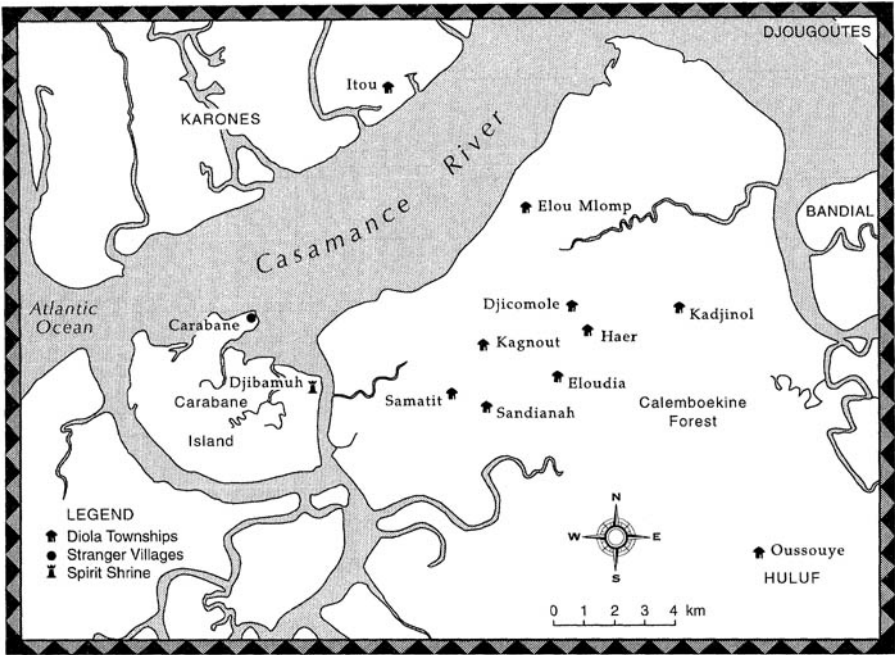 DJOUGOUTES
Itou
KARONES
Casamance River
Elou Mlomp
BANDIAL
Atlantic
Ocean
Carabane
Djicomole
Kadjinol
Haer
Kagnout
Djibamuh
Eloudia
Samatit
Carabane
Island
Sandianah
Calemboekine
Forest
LEGEND
Diola Townships
Stranger Villages
Spirit Shrine
N
W E
S
Oussouye
HULUF
0 1 2 3 4 km